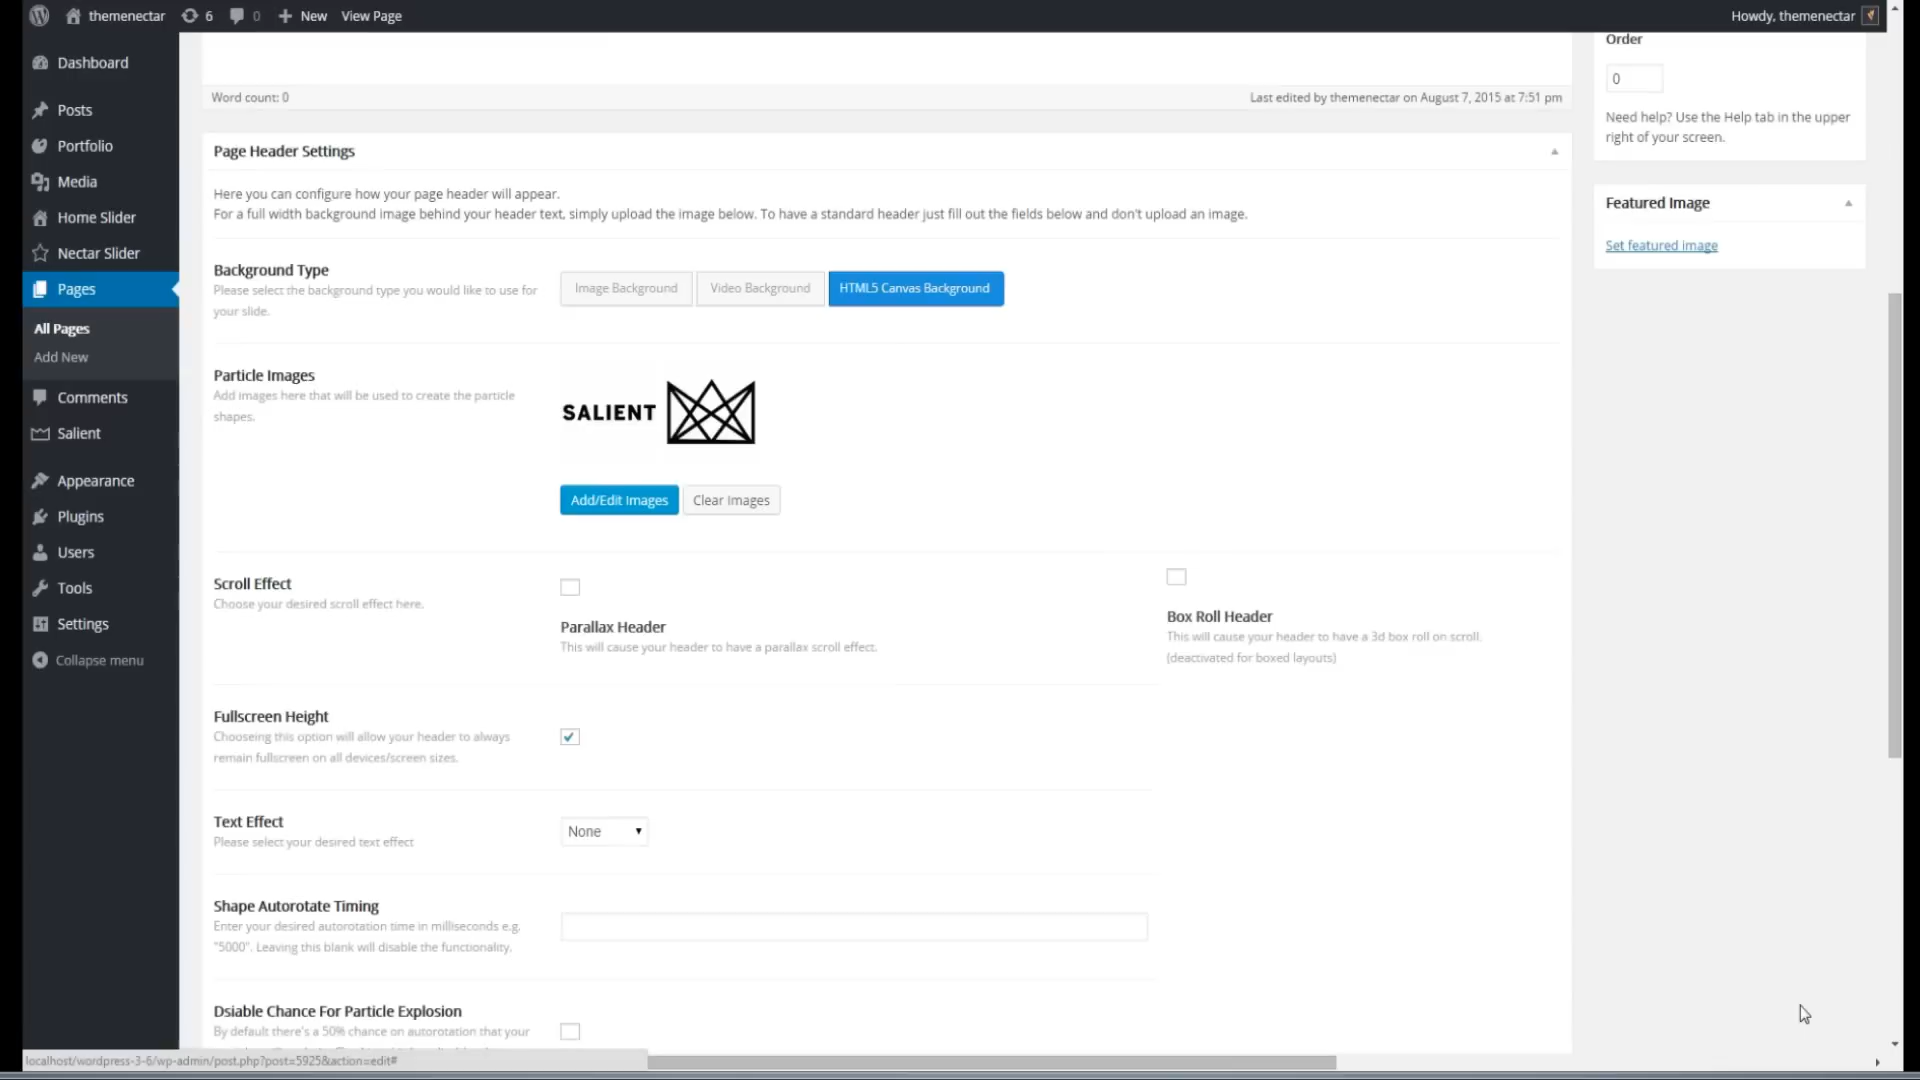 themenectar
6
0
New
View Page
Howdy, themenectar
Dashboard
Posts
Portfolio
Media
Home Slider
Nectar Slider
Pages
All Pages
Add New
Comments
Salient
Appearance
Plugins
Users
Tools
Settings
Collapse menu
Word count: 0
Last edited by themenectar on August 7, 2015 at 7:51 pm
Page Header Settings
Here you can configure how your page header will appear.
For a full width background image behind your header text, simply upload the image below. To have a standard header just fill out the fields below and don't upload an image.
Background Type
Please select the background type you would like to use for
your slide.
Image Background
Video Background
HTML5 Canvas Background
Particle Images
Add images here that will be used to create the particle
shapes.
SALIENT
Add/Edit Images
Clear Images
Scroll Effect
Choose your desired scroll effect here.
Parallax Header
This will cause your header to have a parallax scroll effect.
Box Roll Header
This will cause your header to have a 3d box roll on scroll.
(deactivated for boxed layouts)
Fullscreen Height
Chooseing this option will allow your header to always
remain fullscreen on all devices/screen sizes.
Text Effect
Please select your desired text effect
None
Shape Autorotate Timing
Enter your desired autorotation time in milliseconds e.g.
"5000". Leaving this blank will disable the functionality.
Dsiable Chance For Particle Explosion
By default there's a 50% chance on autorotation that your
Order
0
Need help? Use the Help tab in the upper
right of your screen.
Featured Image
Set featured image
localhost/wordpress-3-6/wp-admin/post.php?post=5925&action=edit#